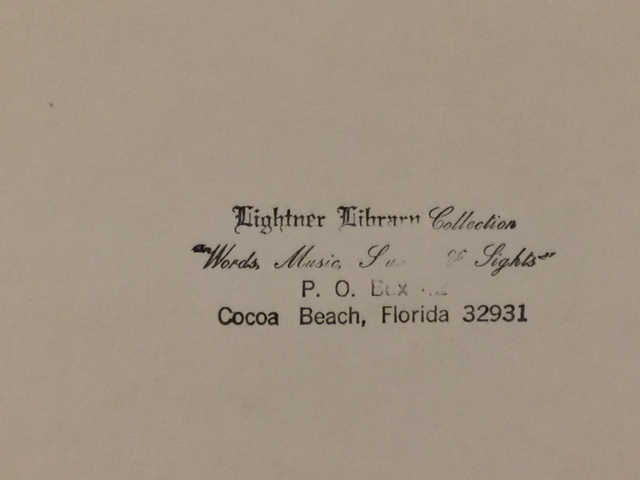 Lightner Library Collection
"Words, Music, & Sights"
P. O. Box
Cocoa Beach, Florida 32931